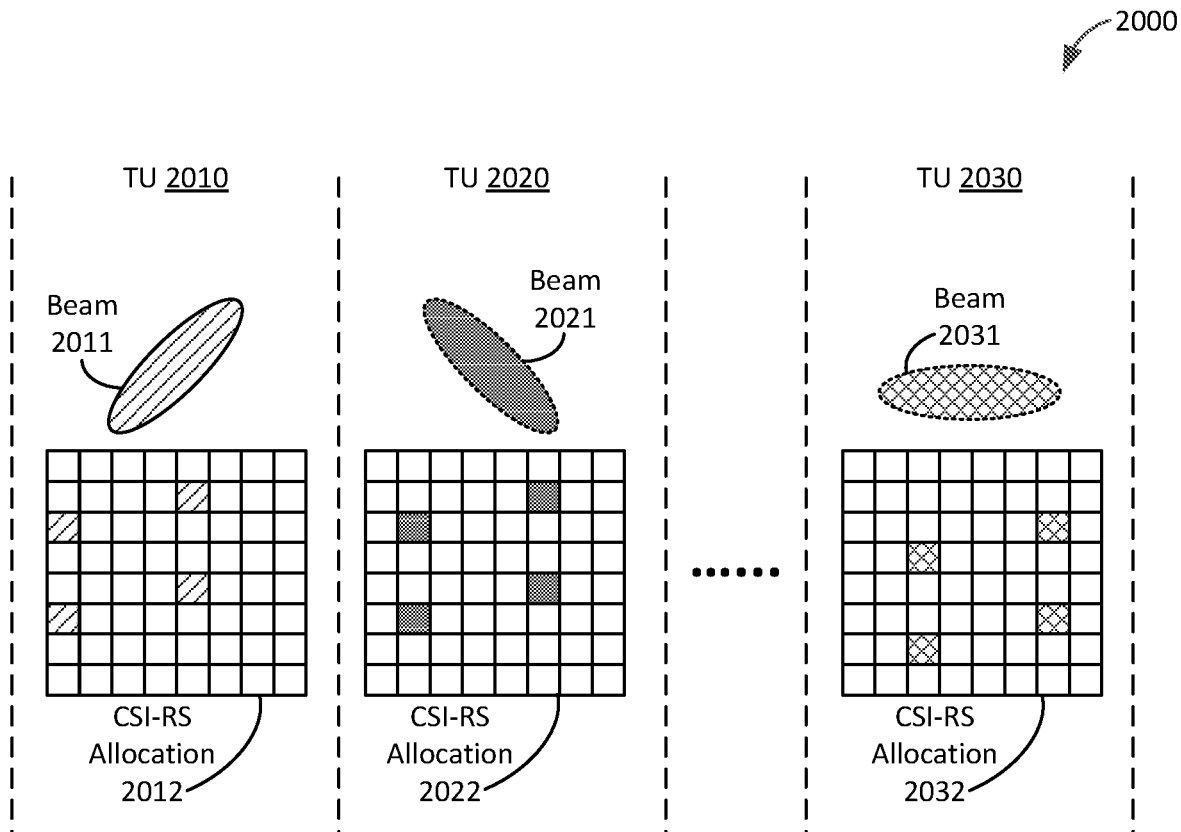 2000
TU 2010
TU 2020
TU 2030
Beam
2011
Beam
2021
Beam
2031
CSI-RS
Allocation
2012
CSI-RS
Allocation
2022
CSI-RS
Allocation
2032